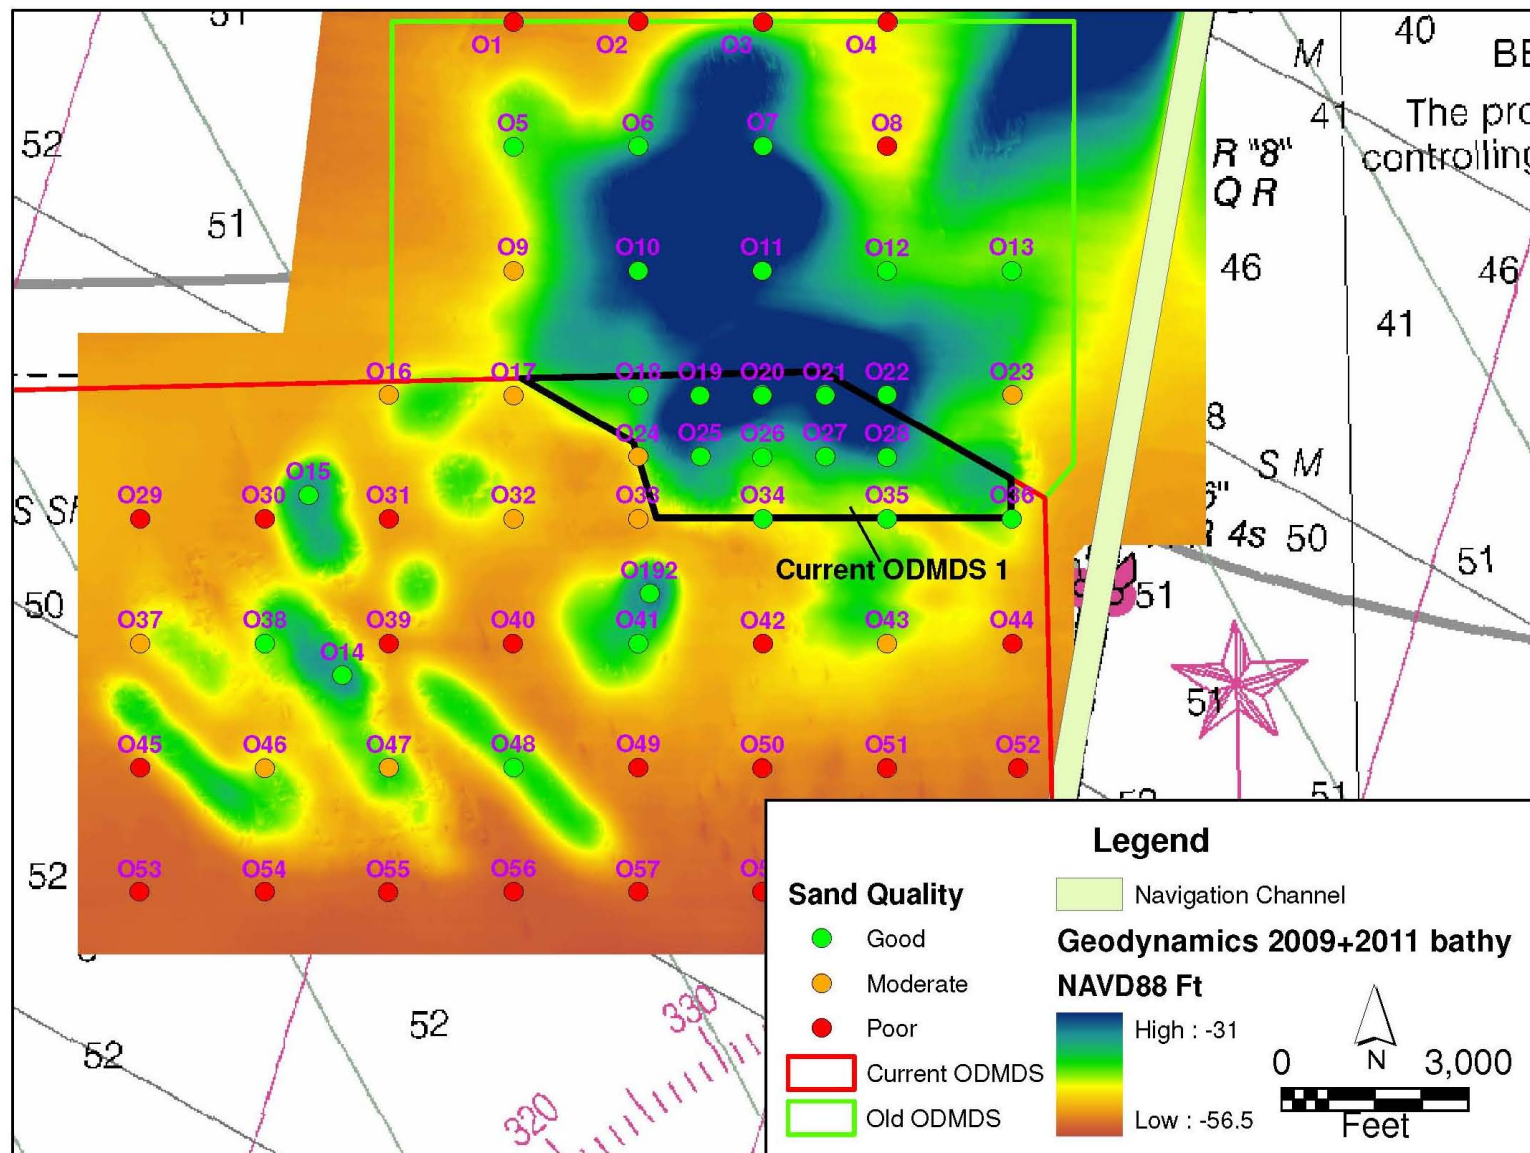 51
51
40
M
BE
O1
O2
O3
O4
41
The pro
52
O5
O6
O7
O8
R "8"
controlling
Q R
51
O9
O10
O11
O12
O13
46
46
41
O16
O17
O18
O19
O20
O21
O22
O23
8
O24
O25
O26
O27
O28
S M
O15
O29
O30
O31
O32
O33
O34
O35
O36
6"
S S
R 4s
50
51
Current ODMDS 1
O192
50
51
O37
O38
O39
O40
O41
O42
O43
O44
O14
51
O45
O46
O47
O48
O49
O50
O51
O52
52
51
52
O53
O54
O55
O56
O57
Legend
Sand Quality
Good
Moderate
Poor
Current ODMDS
Old ODMDS
Navigation Channel
Geodynamics 2009+2011 bathy
NAVD88 Ft
High : -31
Low : -56.5
N
0 3,000
Feet
52
52
330
320